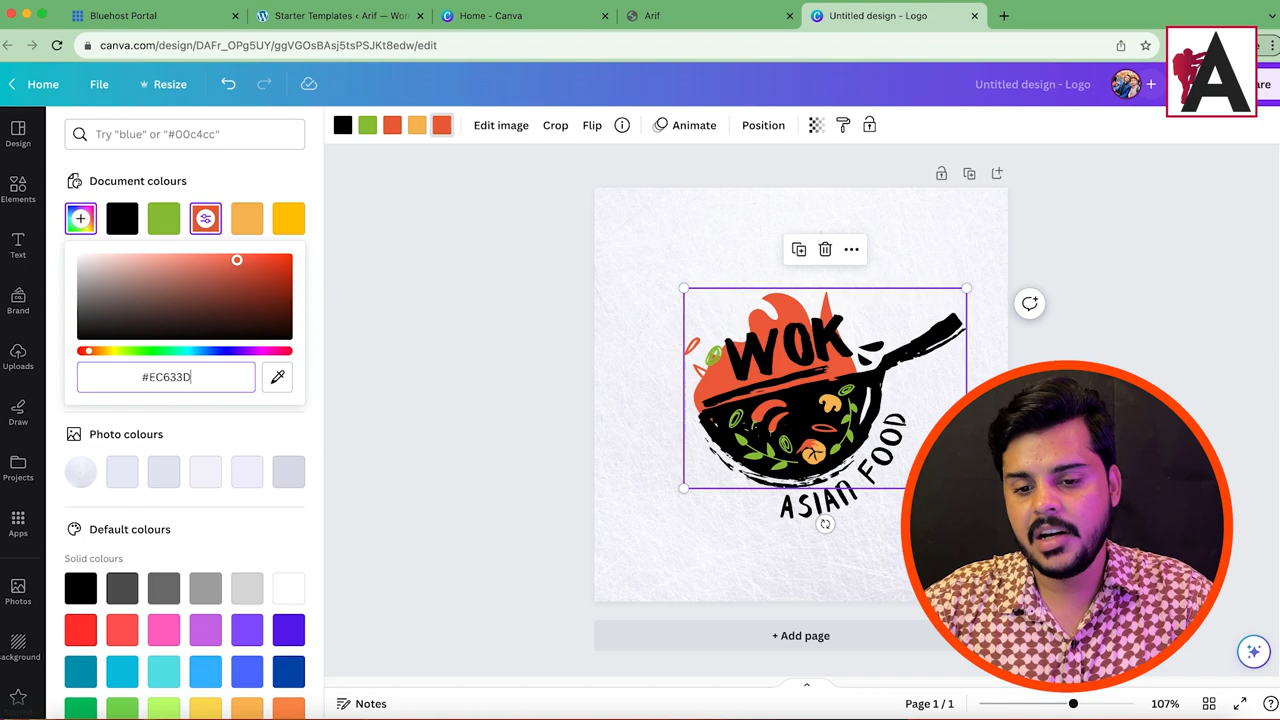 Bluehost Portal
Starter Templates ‹ Arif — Wor
Home - Canva
Arif
Untitled design - Logo
canva.com/design/DAFr_OPg5UY/ggVGOsBAsj5tsPSJKt8edw/edit
A
Home
File
Resize
Untitled design - Logo
are
Try "blue" or "#00c4cc"
Edit image
Crop
Flip
Animate
Position
Design
Elements
Text
Brand
Uploads
Draw
Projects
Apps
Photos
Background
Document colours
#EC633D
Photo colours
Default colours
Solid colours
WOK
ASIAN FOOD
+ Add page
Notes
Page 1 / 1
107%